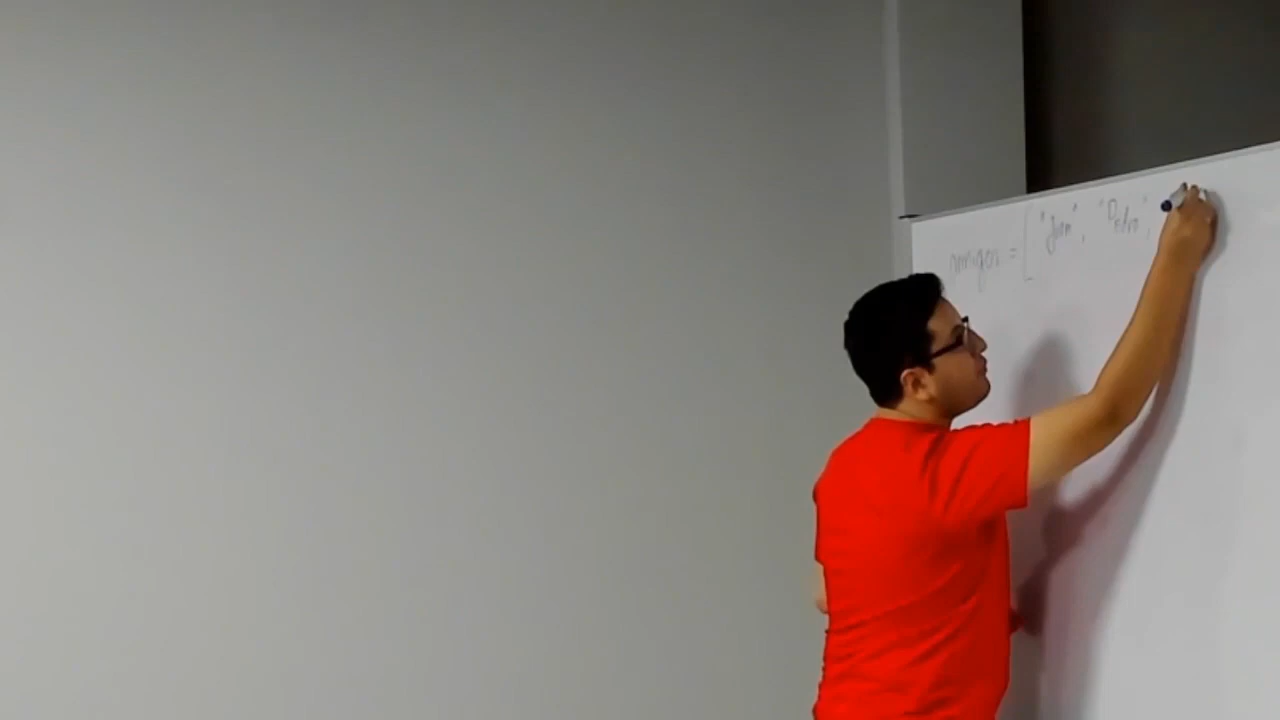 amigos = [ "Juan", "Pedro",